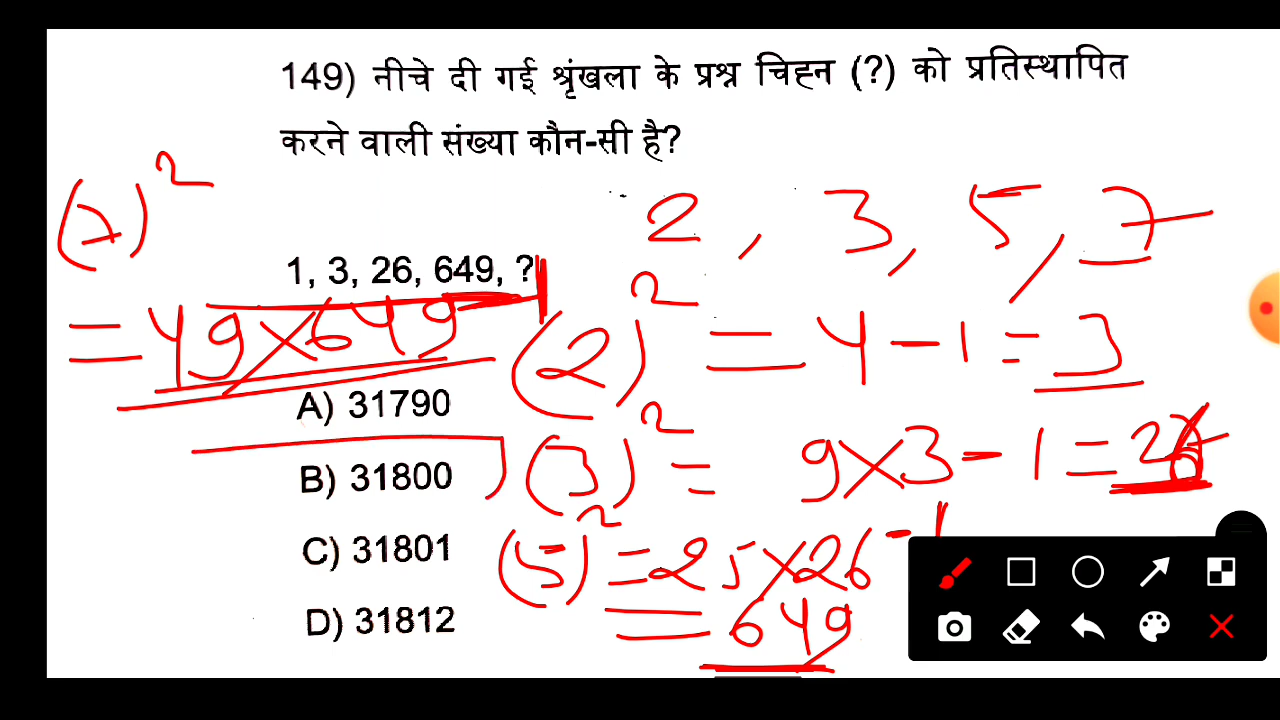 149) नीचे दी गई श्रृंखला के प्रश्न चिह्न (?) को प्रतिस्थापित
करने वाली संख्या कौन-सी है?
(7)²
2, 3, 5, 7
1, 3, 26, 649, ?
= 49×649
(2)² = 4-1 = 3
A) 31790
(3)² = 9×3-1 = 26
B) 31800
(5)² = 25×26-1
C) 31801
= 649
D) 31812